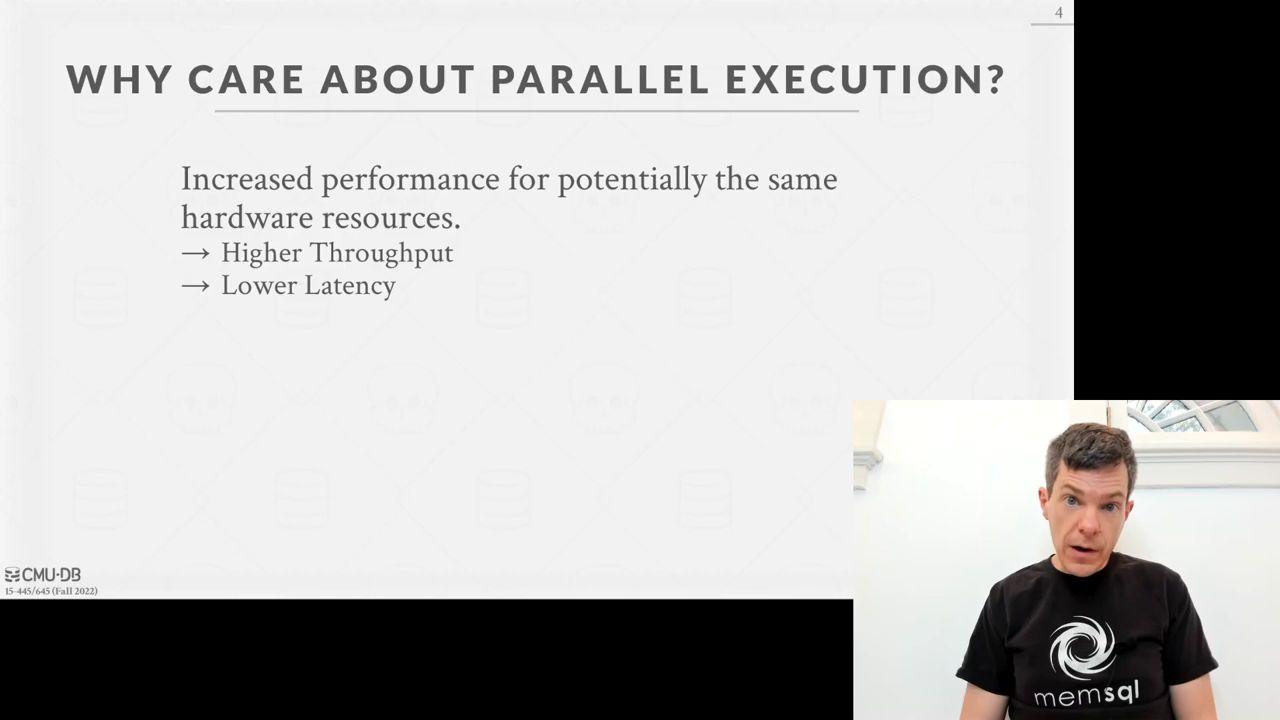 4
WHY CARE ABOUT PARALLEL EXECUTION?
Increased performance for potentially the same
hardware resources.
→ Higher Throughput
→ Lower Latency
CMU·DB
15-445/645 (Fall 2022)
memsql